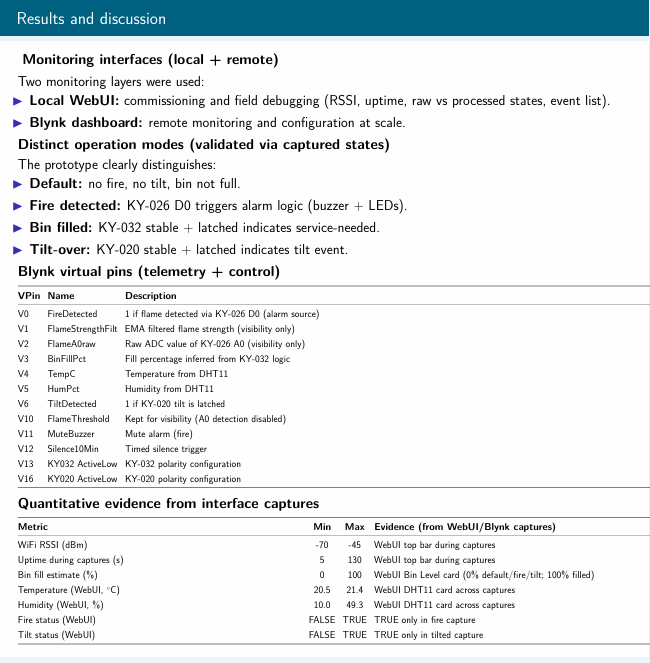 Results and discussion
Monitoring interfaces (local + remote)
Two monitoring layers were used:
▶ Local WebUI: commissioning and field debugging (RSSI, uptime, raw vs processed states, event list).
▶ Blynk dashboard: remote monitoring and configuration at scale.
Distinct operation modes (validated via captured states)
The prototype clearly distinguishes:
▶ Default: no fire, no tilt, bin not full.
▶ Fire detected: KY-026 D0 triggers alarm logic (buzzer + LEDs).
▶ Bin filled: KY-032 stable + latched indicates service-needed.
▶ Tilt-over: KY-020 stable + latched indicates tilt event.
Blynk virtual pins (telemetry + control)
VPin Name Description
V0 FireDetected 1 if flame detected via KY-026 D0 (alarm source)
V1 FlameStrengthFilt EMA filtered flame strength (visibility only)
V2 FlameA0raw Raw ADC value of KY-026 A0 (visibility only)
V3 BinFillPct Fill percentage inferred from KY-032 logic
V4 TempC Temperature from DHT11
V5 HumPct Humidity from DHT11
V6 TiltDetected 1 if KY-020 tilt is latched
V10 FlameThreshold Kept for visibility (A0 detection disabled)
V11 MuteBuzzer Mute alarm (fire)
V12 Silence10Min Timed silence trigger
V13 KY032 ActiveLow KY-032 polarity configuration
V16 KY020 ActiveLow KY-020 polarity configuration
Quantitative evidence from interface captures
Metric Min Max Evidence (from WebUI/Blynk captures)
WiFi RSSI (dBm) -70 -45 WebUI top bar during captures
Uptime during captures (s) 5 130 WebUI top bar during captures
Bin fill estimate (%) 0 100 WebUI Bin Level card (0% default/fire/tilt; 100% filled)
Temperature (WebUI, °C) 20.5 21.4 WebUI DHT11 card across captures
Humidity (WebUI, %) 10.0 49.3 WebUI DHT11 card across captures
Fire status (WebUI) FALSE TRUE TRUE only in fire capture
Tilt status (WebUI) FALSE TRUE TRUE only in tilted capture